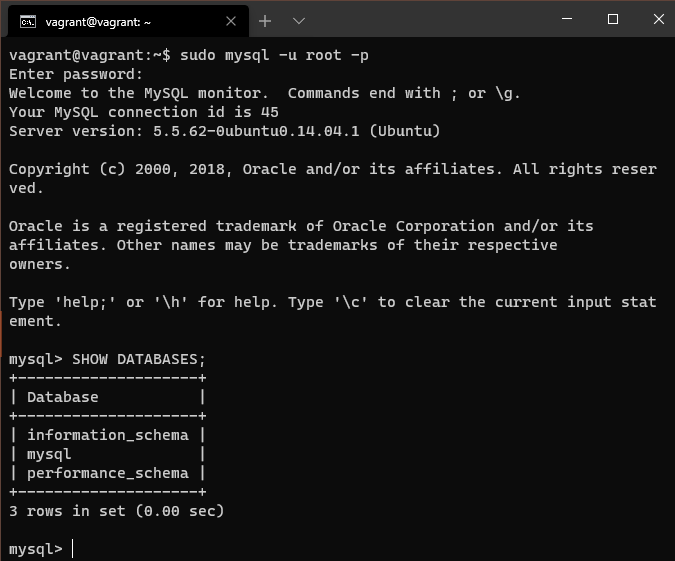 vagrant@vagrant: ~
vagrant@vagrant:~$ sudo mysql -u root -p
Enter password:
Welcome to the MySQL monitor.  Commands end with ; or \g.
Your MySQL connection id is 45
Server version: 5.5.62-0ubuntu0.14.04.1 (Ubuntu)

Copyright (c) 2000, 2018, Oracle and/or its affiliates. All rights reser
ved.

Oracle is a registered trademark of Oracle Corporation and/or its
affiliates. Other names may be trademarks of their respective
owners.

Type 'help;' or '\h' for help. Type '\c' to clear the current input stat
ement.

mysql> SHOW DATABASES;
+--------------------+
| Database           |
+--------------------+
| information_schema |
| mysql              |
| performance_schema |
+--------------------+
3 rows in set (0.00 sec)

mysql>